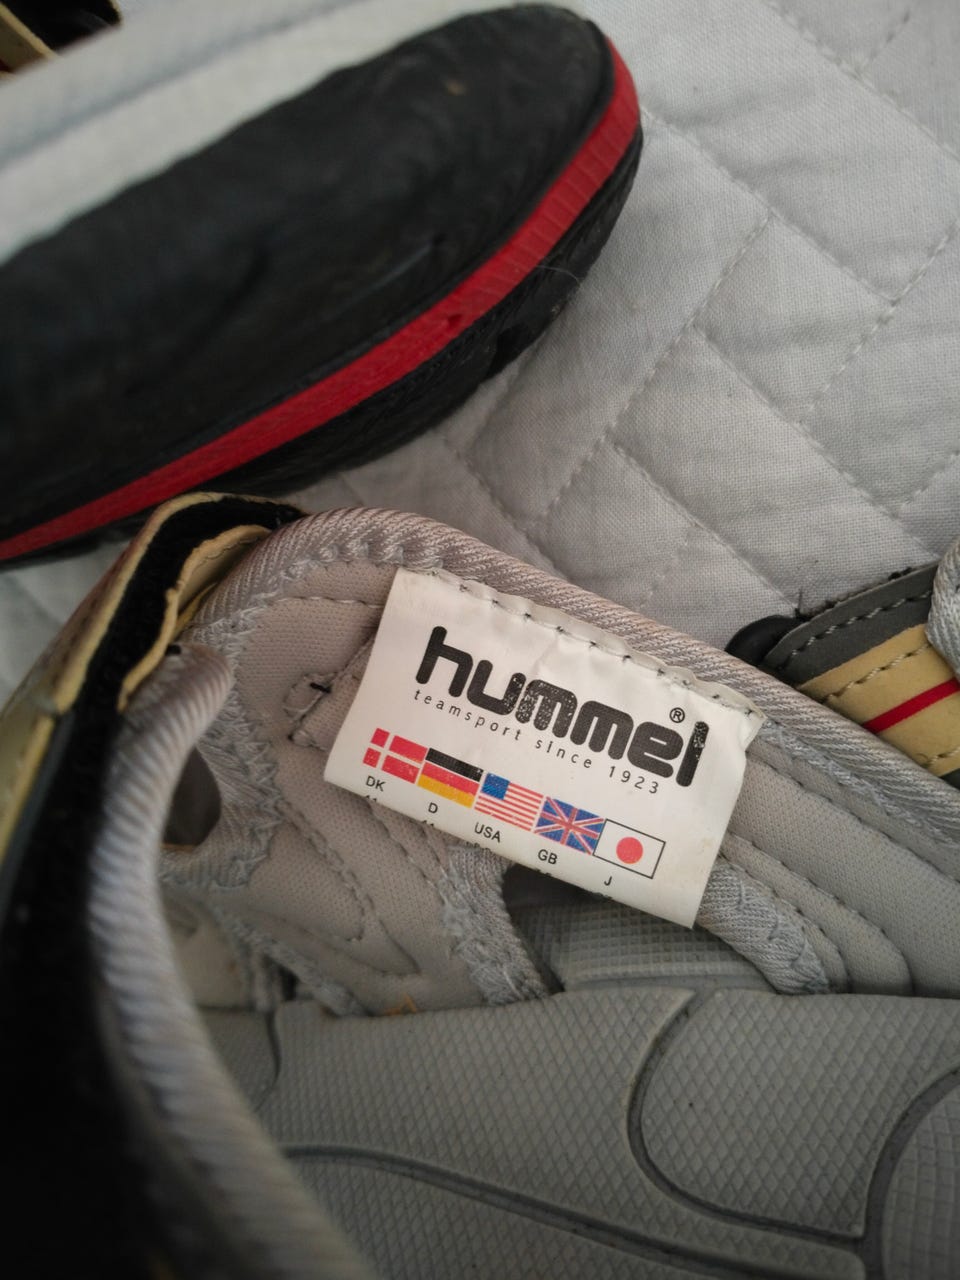 hummel®
teamsport since 1923
DK
D
USA
GB
J